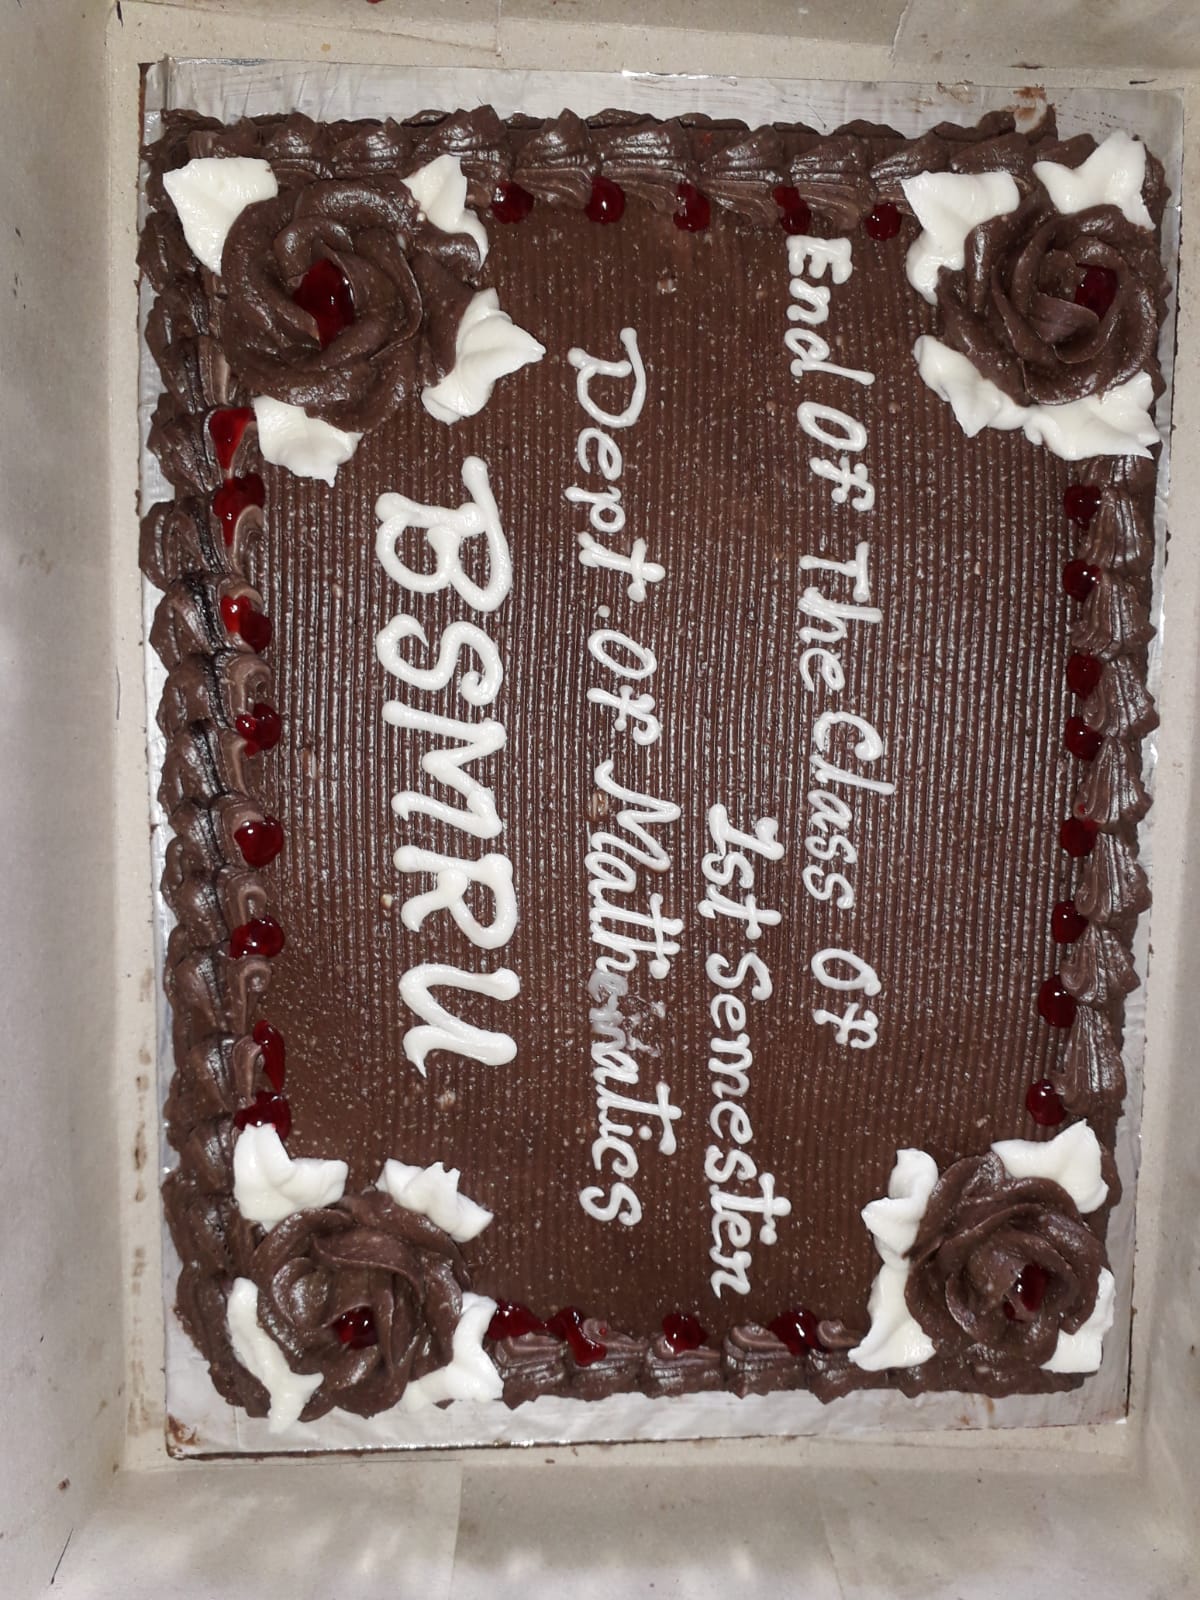 End Of The Class Of
1st Semester
Dept. Of Mathematics
BSMRU